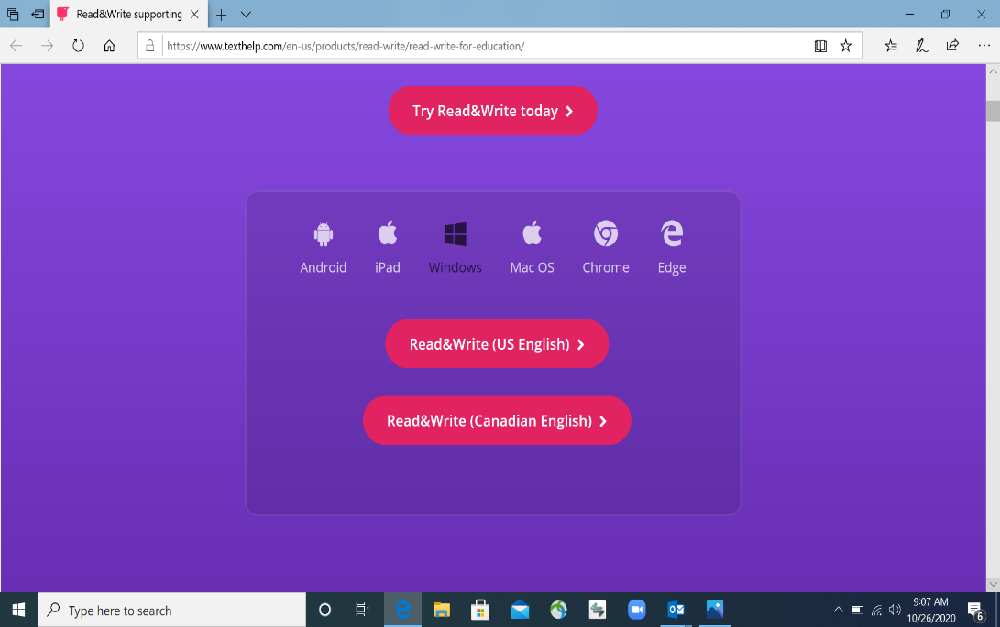 Read&Write supporting
https://www.texthelp.com/en-us/products/read-write/read-write-for-education/
Try Read&Write today
Android iPad Windows Mac OS Chrome Edge
Read&Write (US English)
Read&Write (Canadian English)
Type here to search
9:07 AM
10/26/2020
6